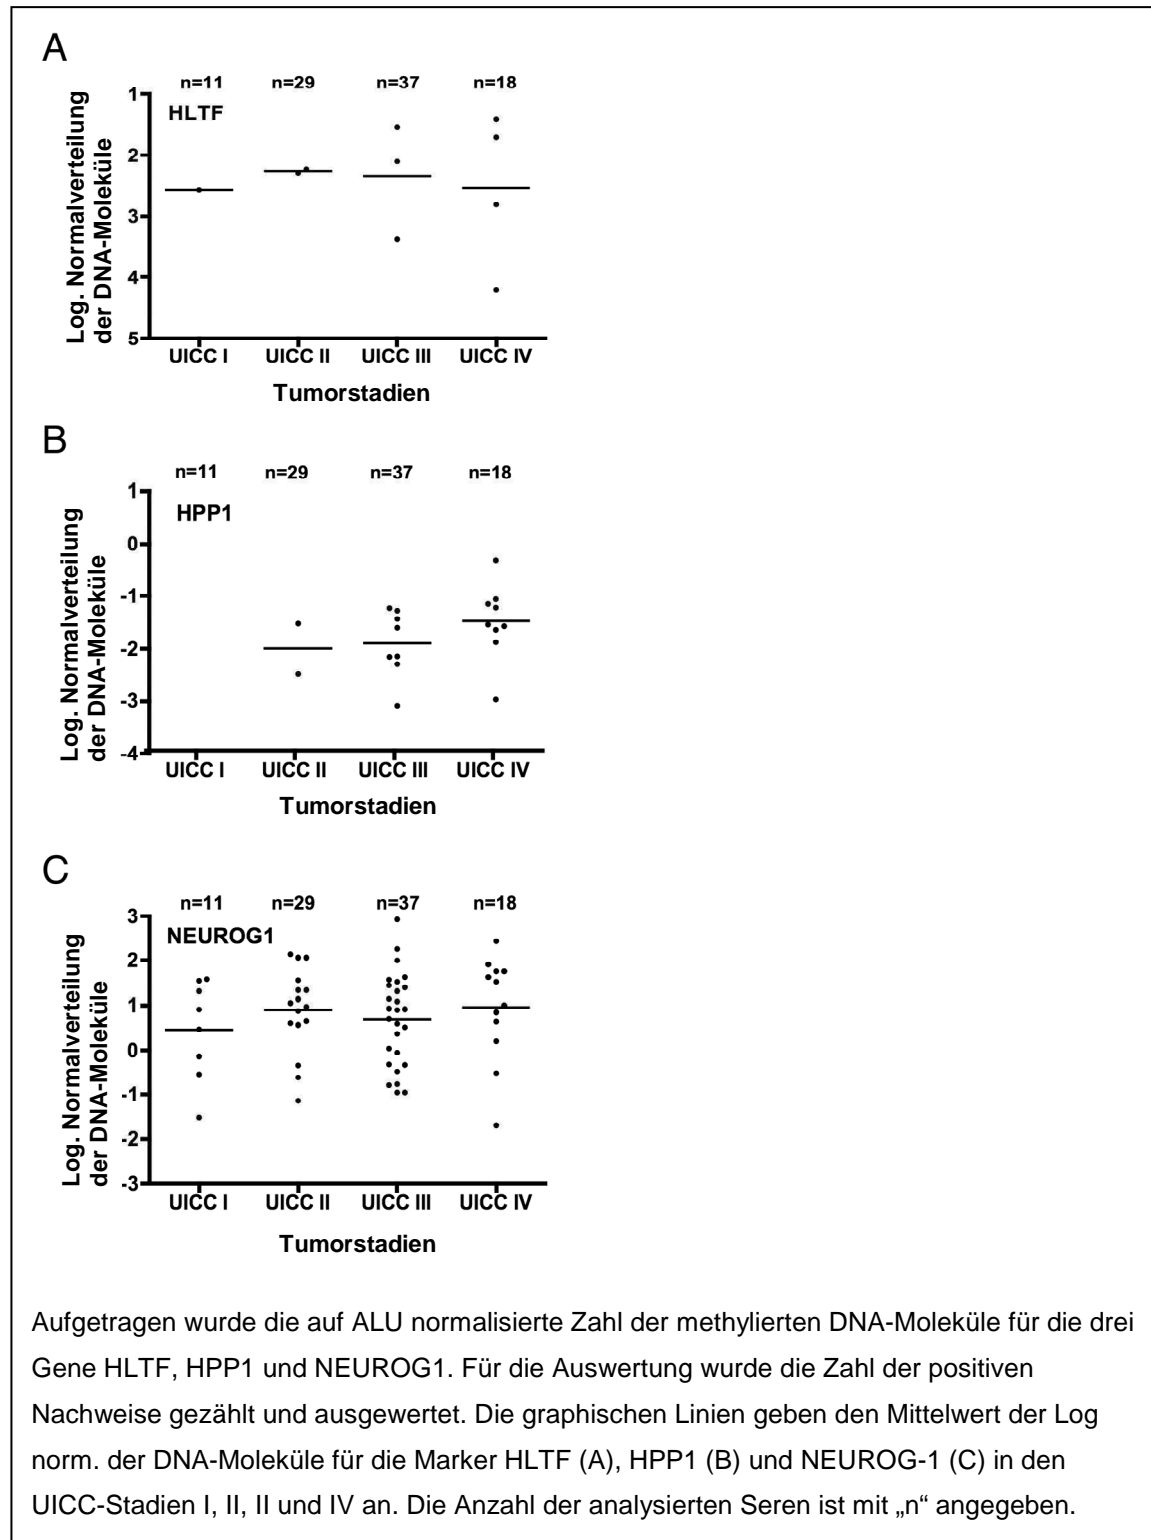 A
n=11 n=29 n=37 n=18
HLTF
Log. Normalverteilung
der DNA-Moleküle
1
2
3
4
5
UICC I UICC II UICC III UICC IV
Tumorstadien
B
n=11 n=29 n=37 n=18
HPP1
Log. Normalverteilung
der DNA-Moleküle
1
0
-1
-2
-3
-4
UICC I UICC II UICC III UICC IV
Tumorstadien
C
n=11 n=29 n=37 n=18
NEUROG1
Log. Normalverteilung
der DNA-Moleküle
3
2
1
0
-1
-2
-3
UICC I UICC II UICC III UICC IV
Tumorstadien
Aufgetragen wurde die auf ALU normalisierte Zahl der methylierten DNA-Moleküle für die drei
Gene HLTF, HPP1 und NEUROG1. Für die Auswertung wurde die Zahl der positiven
Nachweise gezählt und ausgewertet. Die graphischen Linien geben den Mittelwert der Log
norm. der DNA-Moleküle für die Marker HLTF (A), HPP1 (B) und NEUROG-1 (C) in den
UICC-Stadien I, II, II und IV an. Die Anzahl der analysierten Seren ist mit „n“ angegeben.